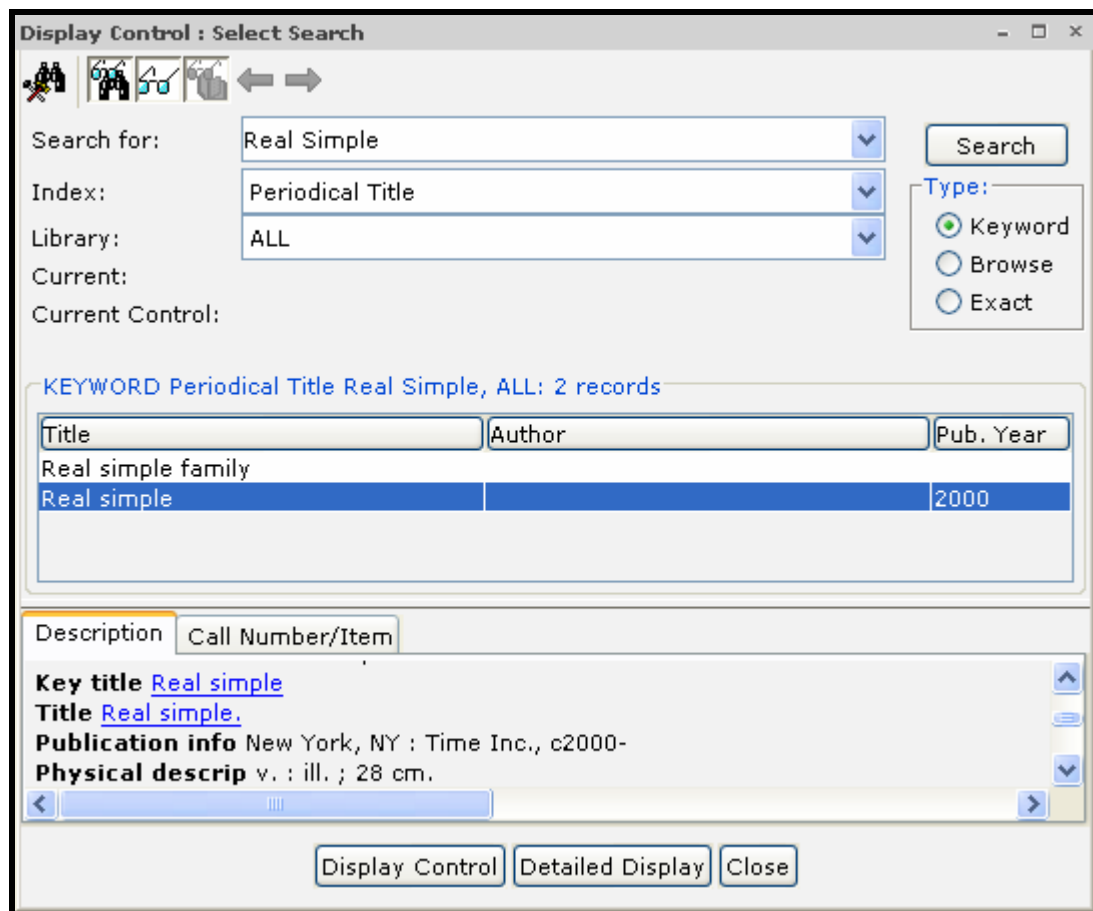 Display Control : Select Search
Search for: Real Simple Search
Index: Periodical Title Type:
Library: ALL Keyword
Current: Browse
Current Control: Exact
KEYWORD Periodical Title Real Simple, ALL: 2 records
Title Author Pub. Year
Real simple family
Real simple 2000
Description Call Number/Item
Key title Real simple
Title Real simple.
Publication info New York, NY : Time Inc., c2000-
Physical descrip v. : ill. ; 28 cm.
Display Control Detailed Display Close